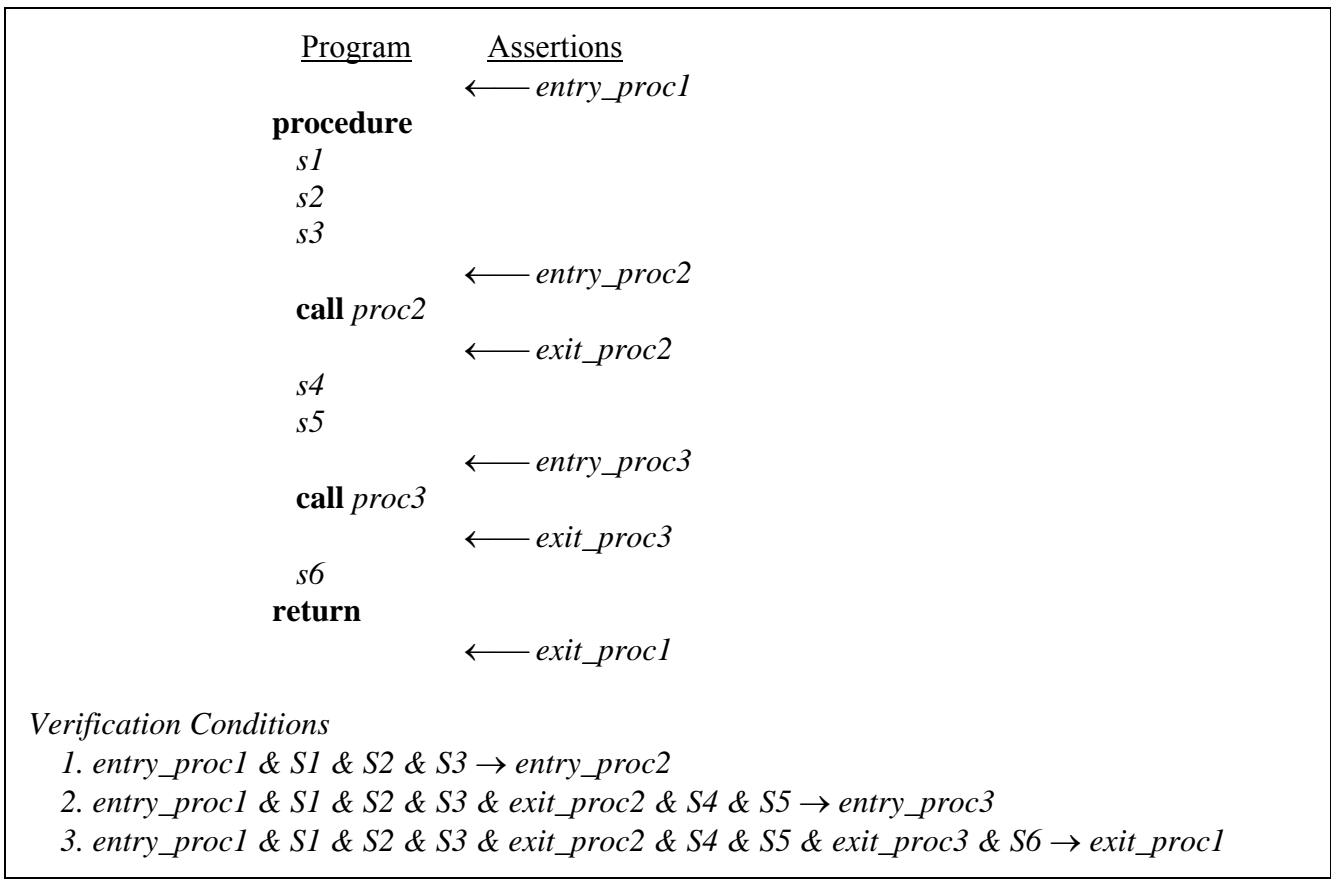 Program Assertions
← entry_proc1
procedure
s1
s2
s3
← entry_proc2
call proc2
← exit_proc2
s4
s5
← entry_proc3
call proc3
← exit_proc3
s6
return
← exit_proc1
Verification Conditions
1. entry_proc1 & S1 & S2 & S3 → entry_proc2
2. entry_proc1 & S1 & S2 & S3 & exit_proc2 & S4 & S5 → entry_proc3
3. entry_proc1 & S1 & S2 & S3 & exit_proc2 & S4 & S5 & exit_proc3 & S6 → exit_proc1